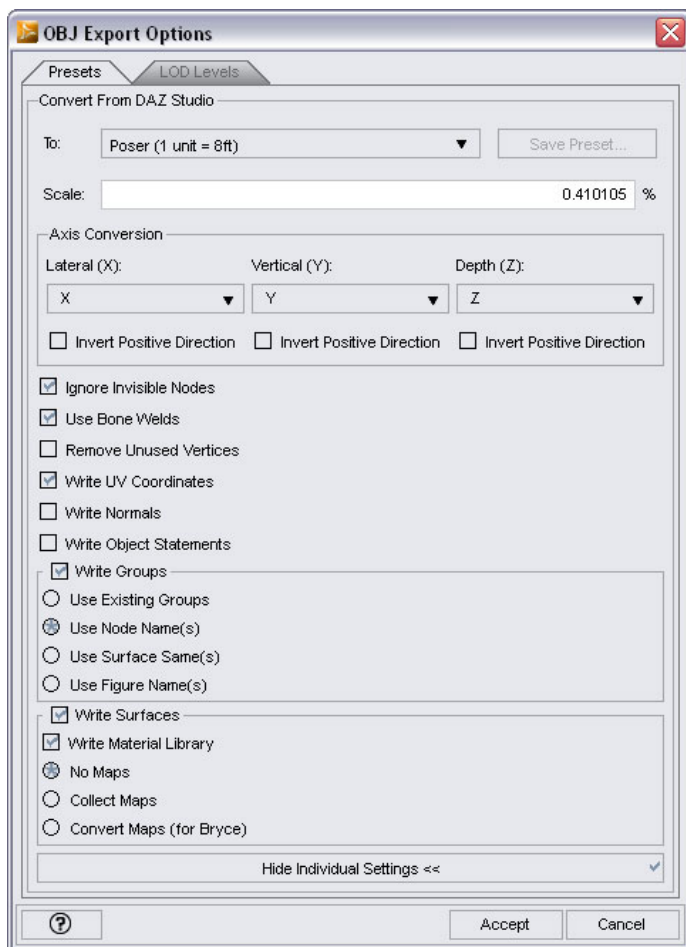 OBJ Export Options
Presets LOD Levels
Convert From DAZ Studio
To: Poser (1 unit = 8ft) Save Preset...
Scale: 0.410105 %
Axis Conversion
Lateral (X): Vertical (Y): Depth (Z):
X Y Z
Invert Positive Direction Invert Positive Direction Invert Positive Direction
Ignore Invisible Nodes
Use Bone Welds
Remove Unused Vertices
Write UV Coordinates
Write Normals
Write Object Statements
Write Groups
Use Existing Groups
Use Node Name(s)
Use Surface Same(s)
Use Figure Name(s)
Write Surfaces
Write Material Library
No Maps
Collect Maps
Convert Maps (for Bryce)
Hide Individual Settings <<
? Accept Cancel